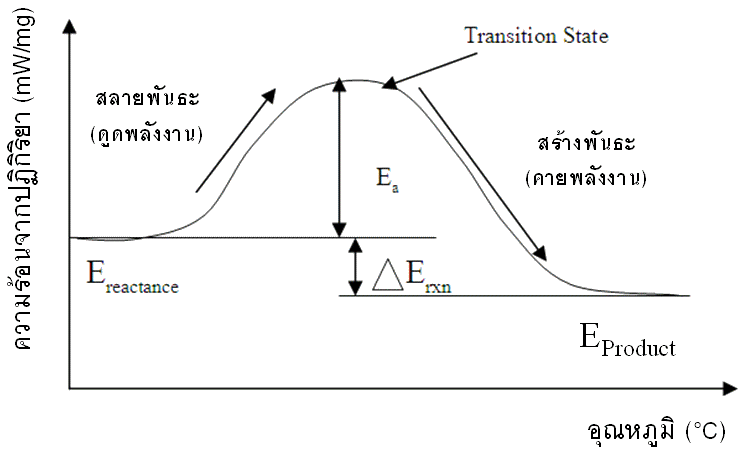 Transition State
สลายพันธะ
(ดูดพลังงาน)
สร้างพันธะ
(คายพลังงาน)
ความร้อนจากปฏิกิริยา (mW/mg)
Ea
Ereactance
△Erxn
EProduct
อุณหภูมิ (°C)